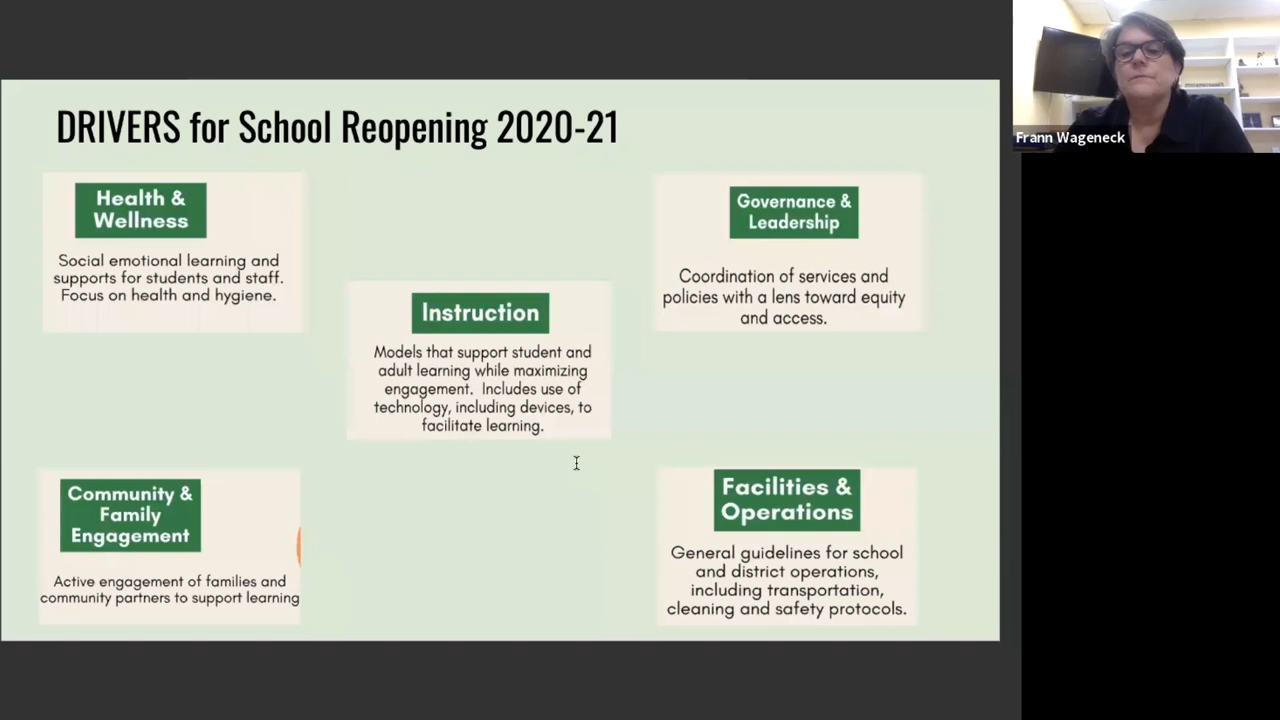 DRIVERS for School Reopening 2020-21
Health &
Wellness
Social emotional learning and
supports for students and staff.
Focus on health and hygiene.
Governance &
Leadership
Coordination of services and
policies with a lens toward equity
and access.
Instruction
Models that support student and
adult learning while maximizing
engagement.  Includes use of
technology, including devices, to
facilitate learning.
Community &
Family
Engagement
Active engagement of families and
community partners to support learning
Facilities &
Operations
General guidelines for school
and district operations,
including transportation,
cleaning and safety protocols.
Frann Wageneck